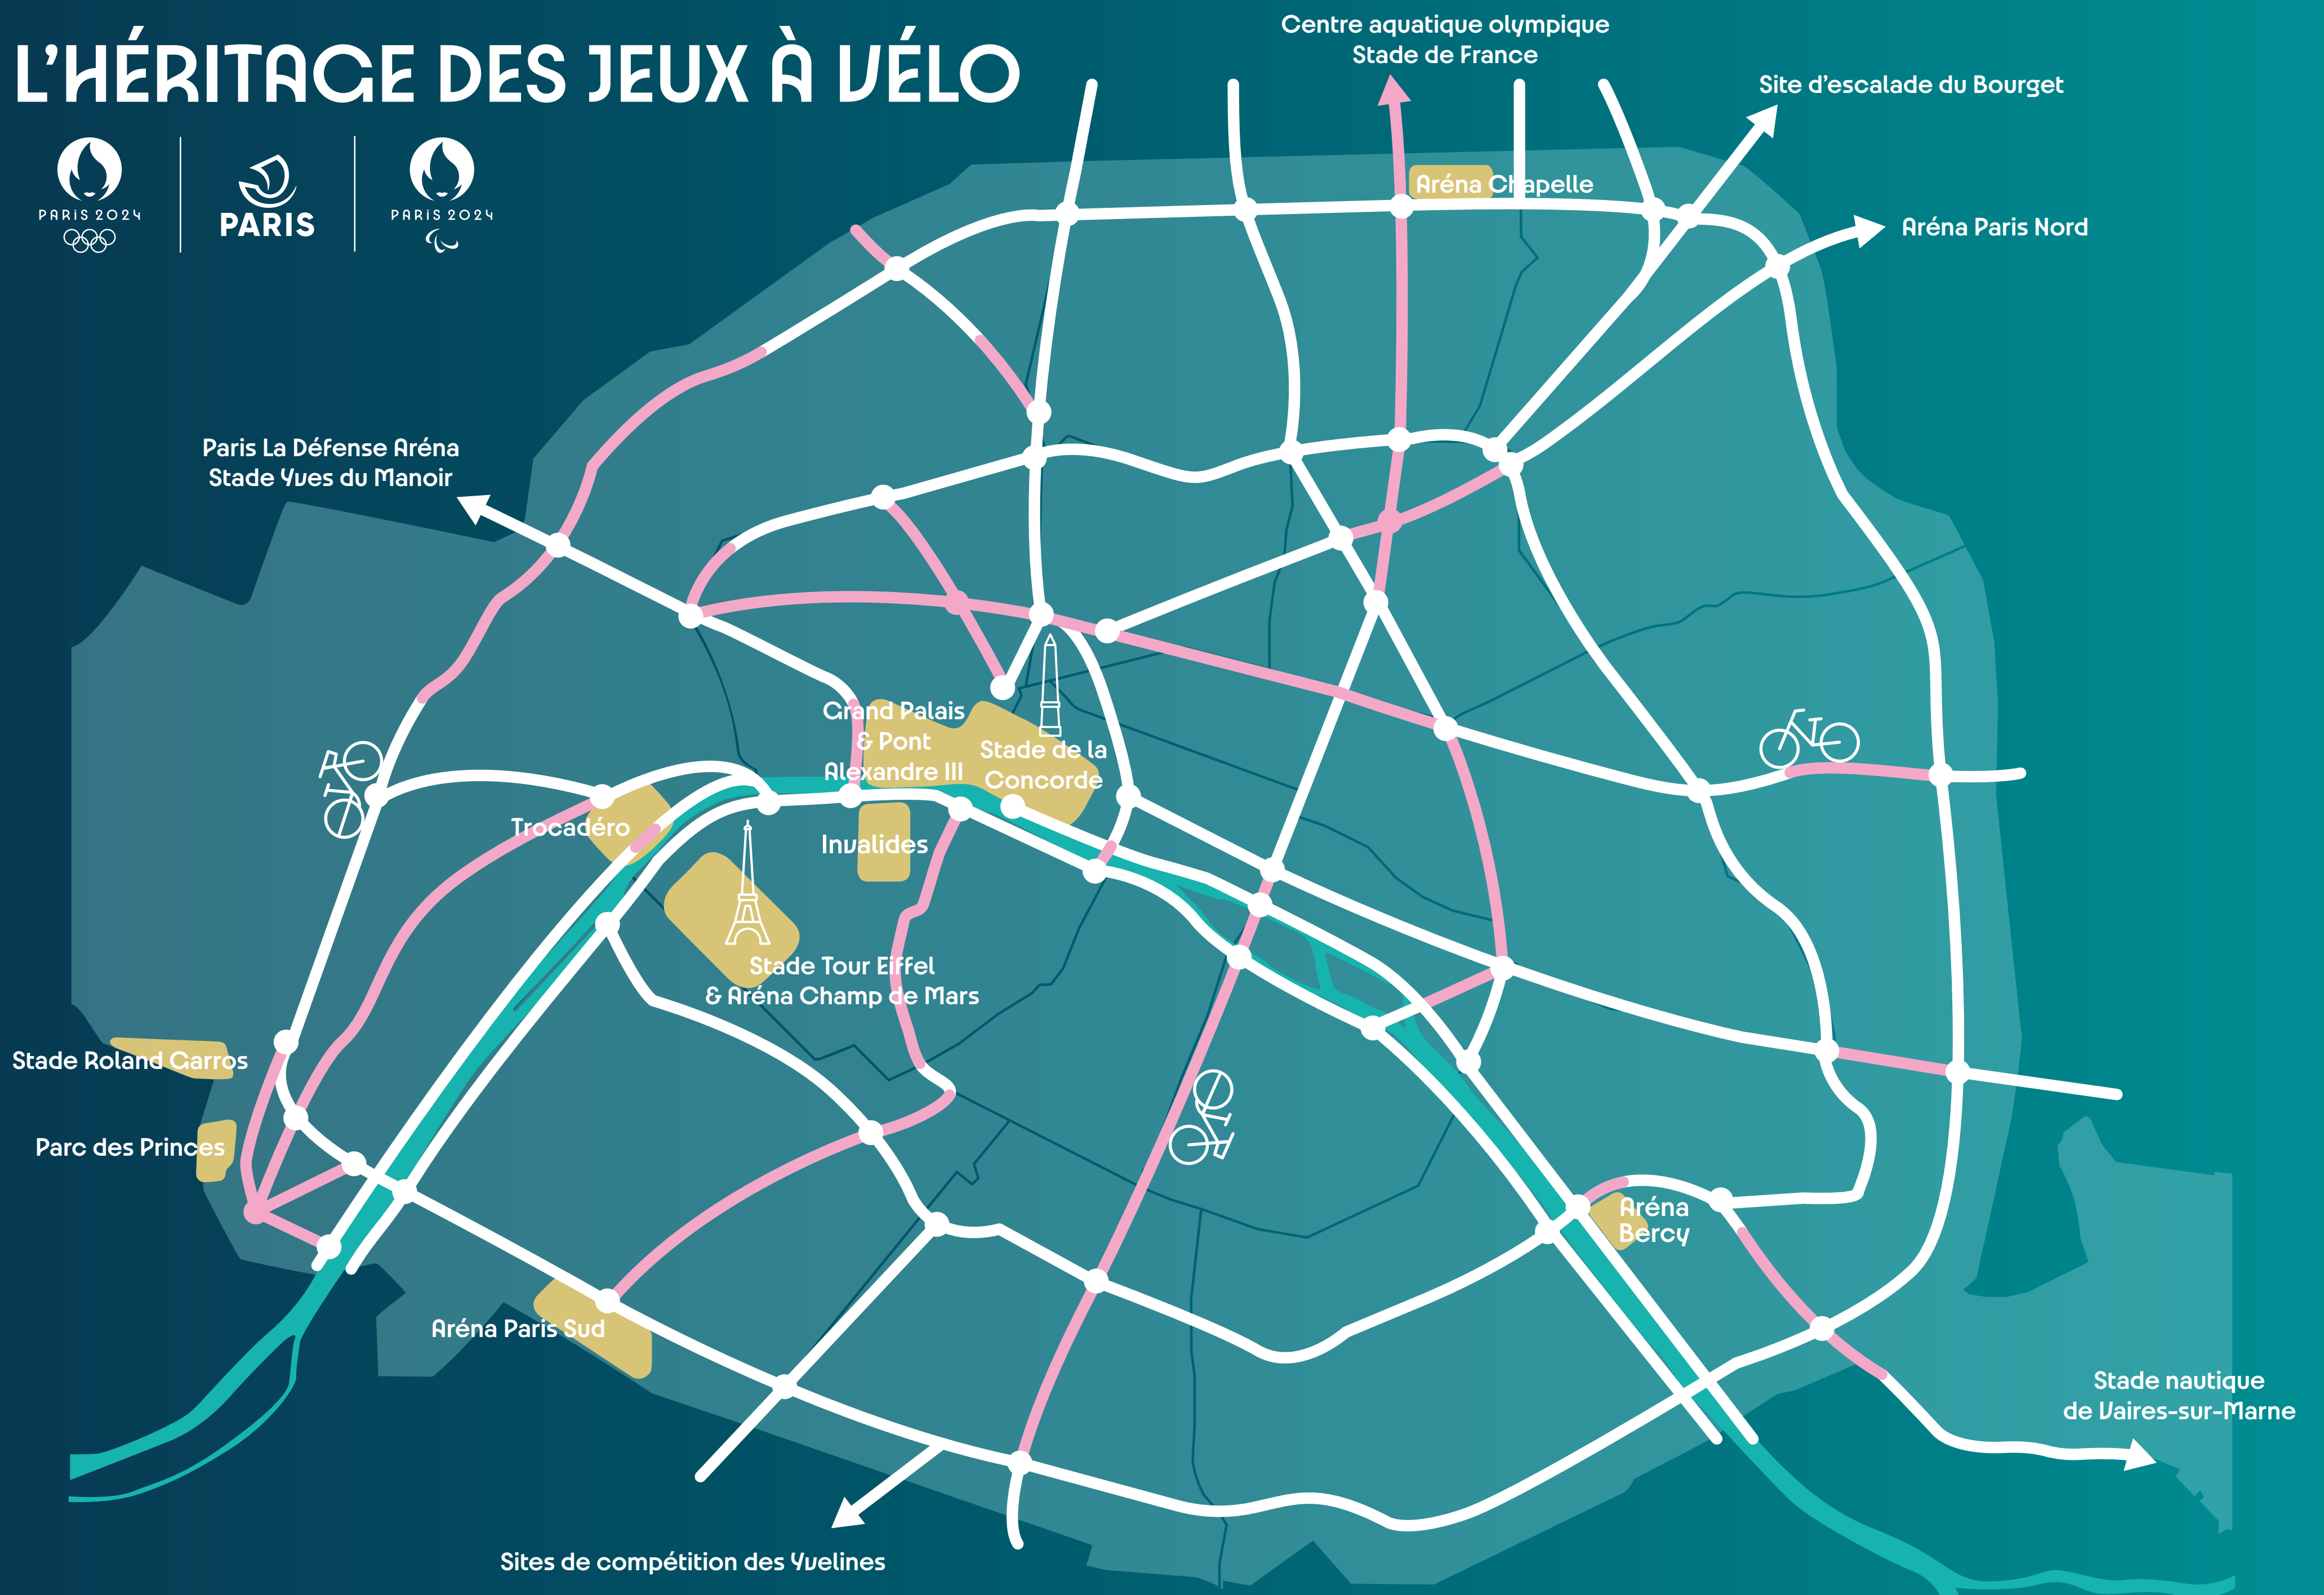 L'HÉRITAGE DES JEUX À VÉLO
PARIS 2024
PARIS
PARIS 2024
Centre aquatique olympique
Stade de France
Site d'escalade du Bourget
Aréna Chapelle
Aréna Paris Nord
Paris La Défense Aréna
Stade Yves du Manoir
Grand Palais
& Pont
Alexandre III
Stade de la
Concorde
Trocadéro
Invalides
Stade Tour Eiffel
& Aréna Champ de Mars
Stade Roland Garros
Parc des Princes
Aréna
Bercy
Aréna Paris Sud
Stade nautique
de Vaires-sur-Marne
Sites de compétition des Yvelines